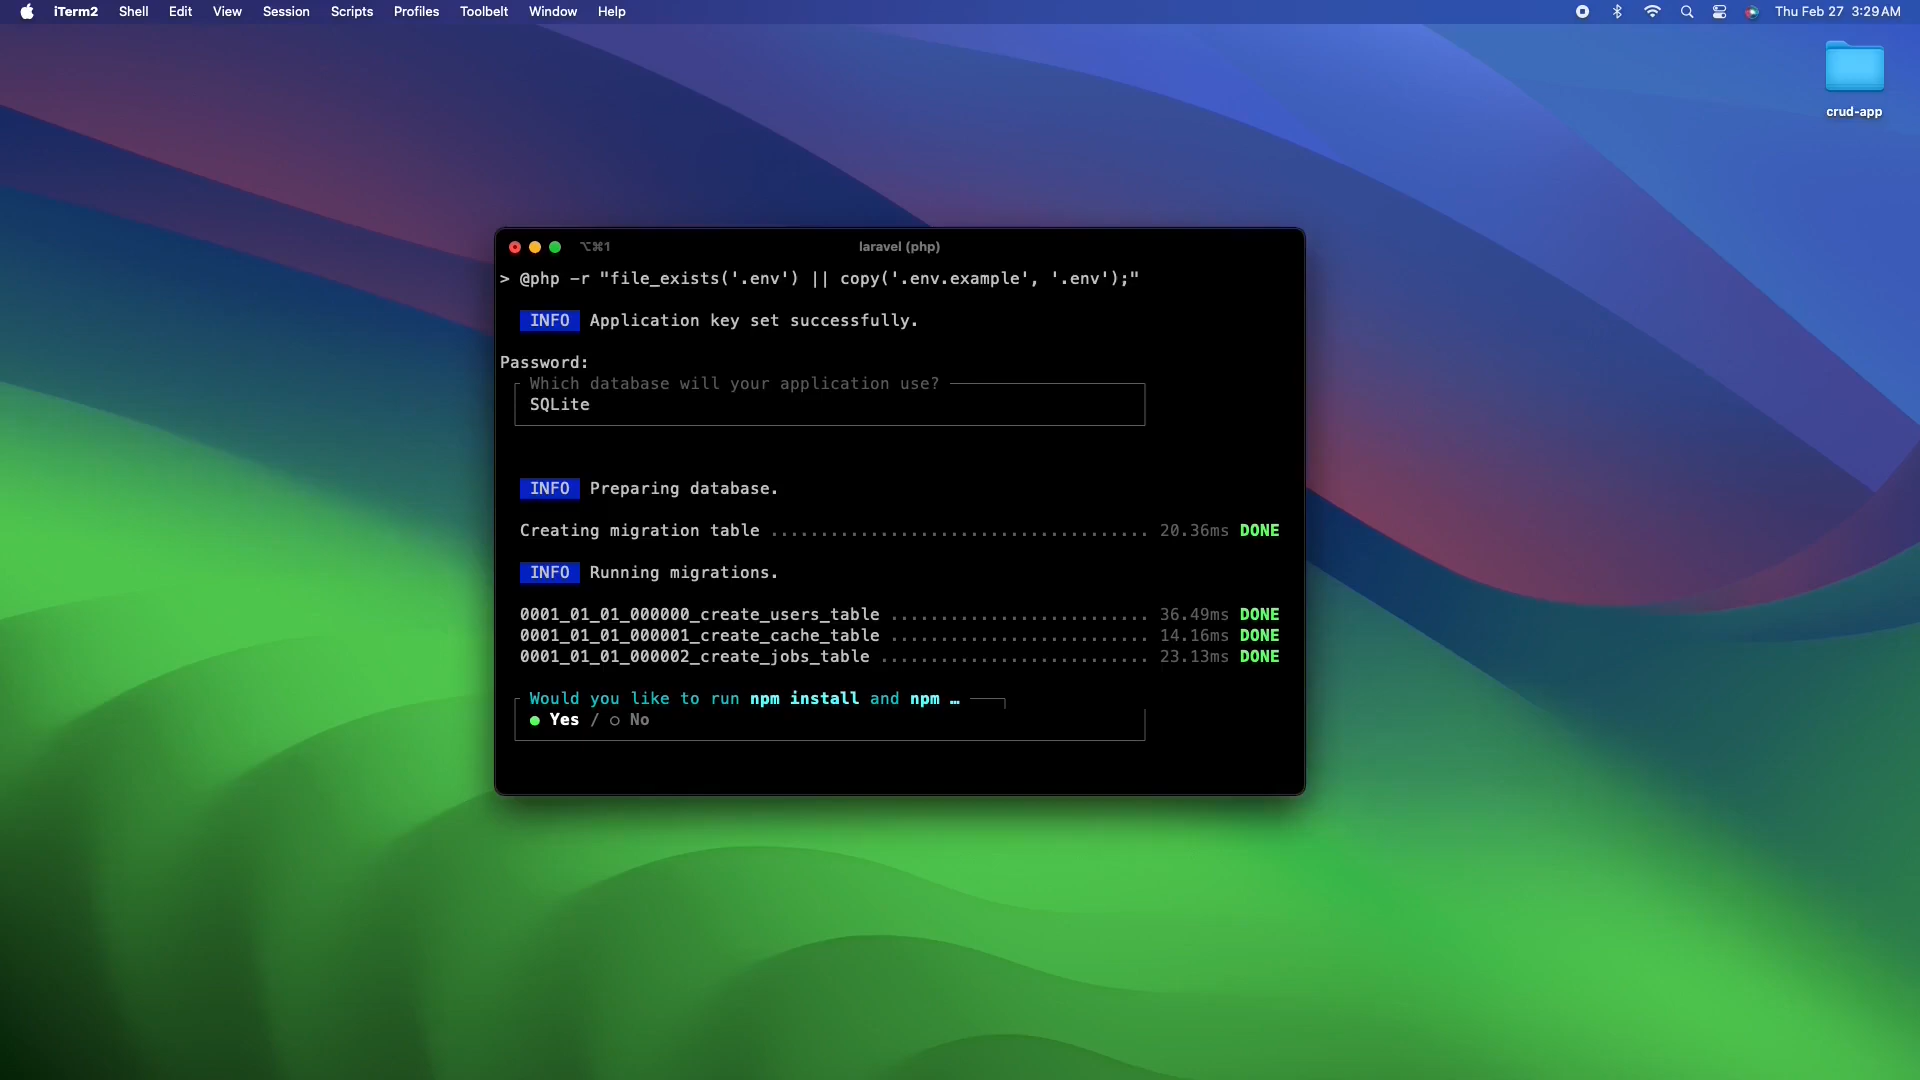 iTerm2 Shell Edit View Session Scripts Profiles Toolbelt Window Help Thu Feb 27 3:29 AM
crud-app
⌥⌘1 laravel (php)
> @php -r "file_exists('.env') || copy('.env.example', '.env');"
INFO Application key set successfully.
Password:
Which database will your application use?
SQLite
INFO Preparing database.
Creating migration table ...................................... 20.36ms DONE
INFO Running migrations.
0001_01_01_000000_create_users_table .......................... 36.49ms DONE
0001_01_01_000001_create_cache_table .......................... 14.16ms DONE
0001_01_01_000002_create_jobs_table ........................... 23.13ms DONE
Would you like to run npm install and npm …
● Yes / ○ No